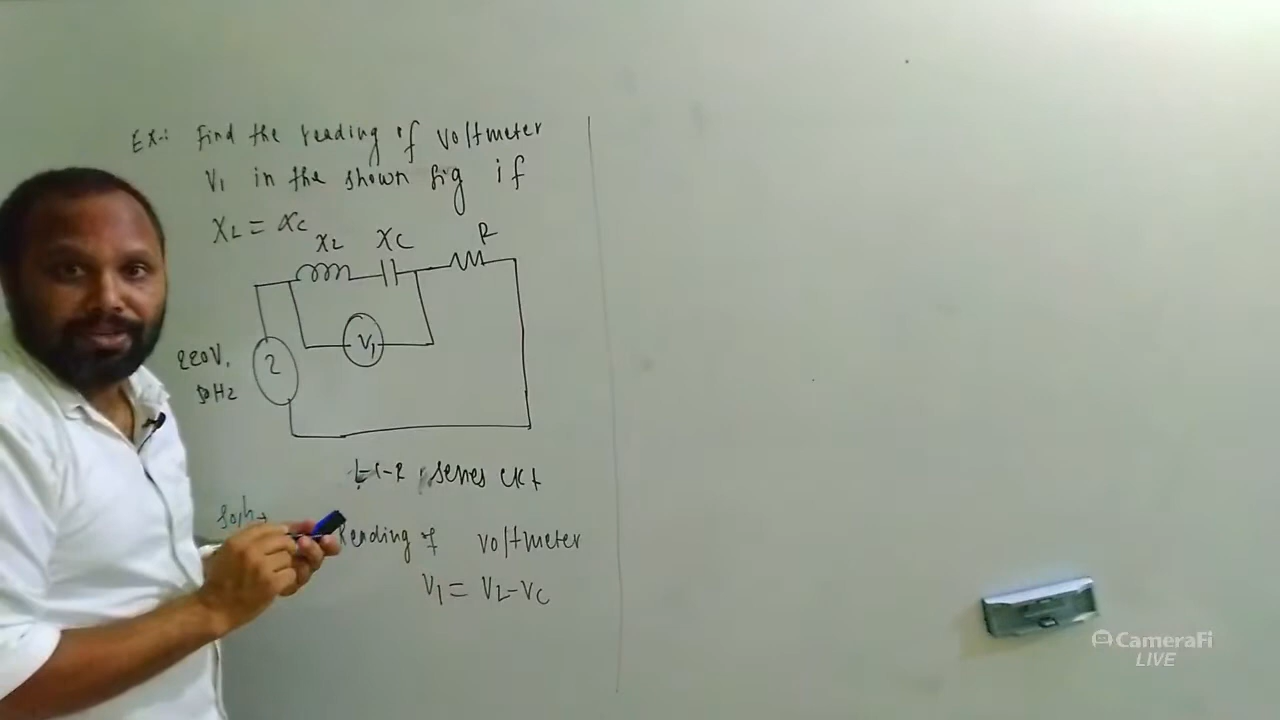 Ex:- Find the reading of voltmeter
V1 in the shown fig if
XL = XC
XL XC R
V1
220V,
50Hz
L-C-R series ckt
Soln→
Reading of voltmeter
V1 = VL-VC
CameraFi
LIVE